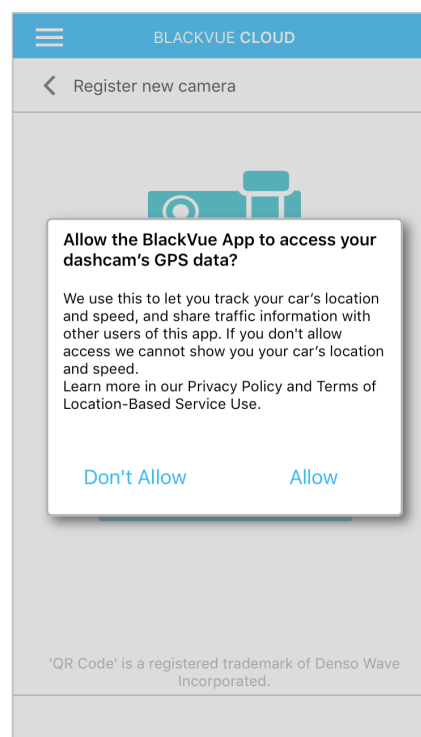 BLACKVUE CLOUD
Register new camera
Allow the BlackVue App to access your
dashcam’s GPS data?
We use this to let you track your car’s location
and speed, and share traffic information with
other users of this app. If you don't allow
access we cannot show you your car’s location
and speed.
Learn more in our Privacy Policy and Terms of
Location-Based Service Use.
Don't Allow
Allow
'QR Code' is a registered trademark of Denso Wave
Incorporated.